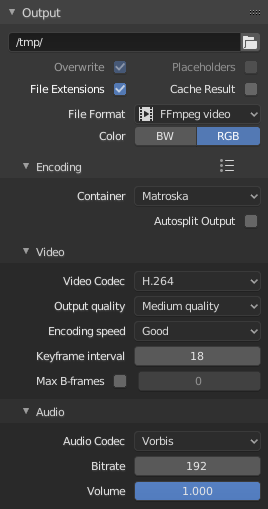 Output
/tmp/
Overwrite Placeholders
File Extensions Cache Result
File Format FFmpeg video
Color BW RGB
Encoding
Container Matroska
Autosplit Output
Video
Video Codec H.264
Output quality Medium quality
Encoding speed Good
Keyframe interval 18
Max B-frames 0
Audio
Audio Codec Vorbis
Bitrate 192
Volume 1.000